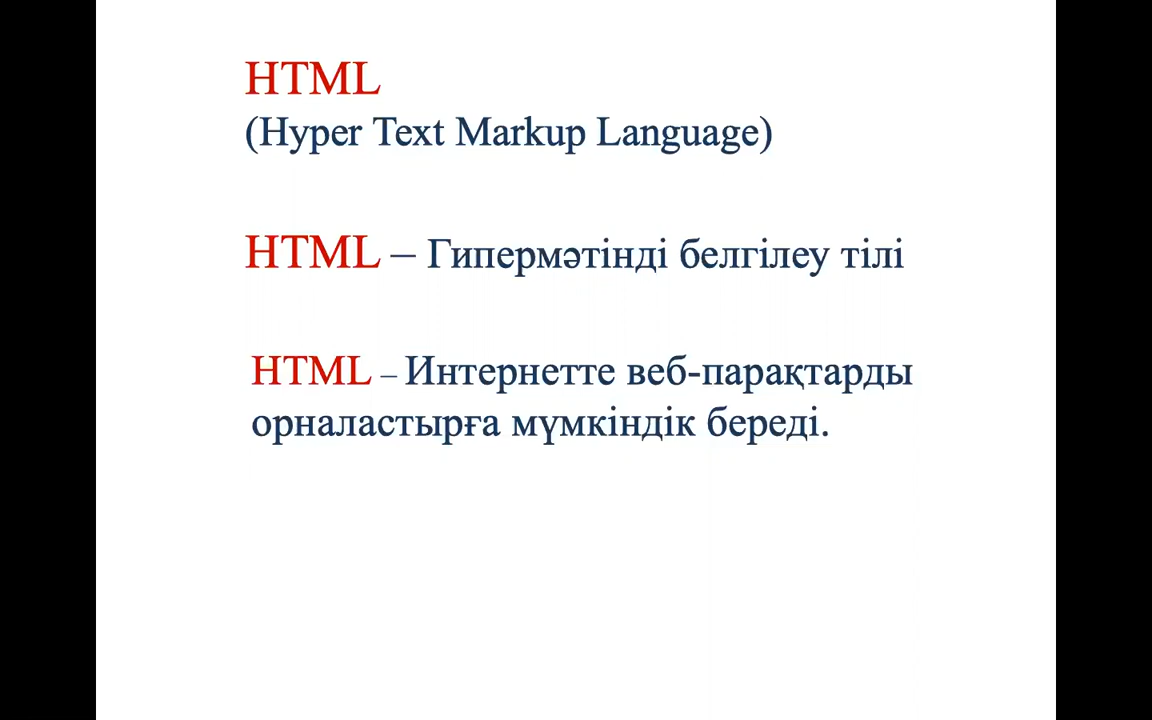 HTML
(Hyper Text Markup Language)
HTML – Гипермәтінді белгілеу тілі
HTML – Интернетте веб-парақтарды
орналастырға мүмкіндік береді.